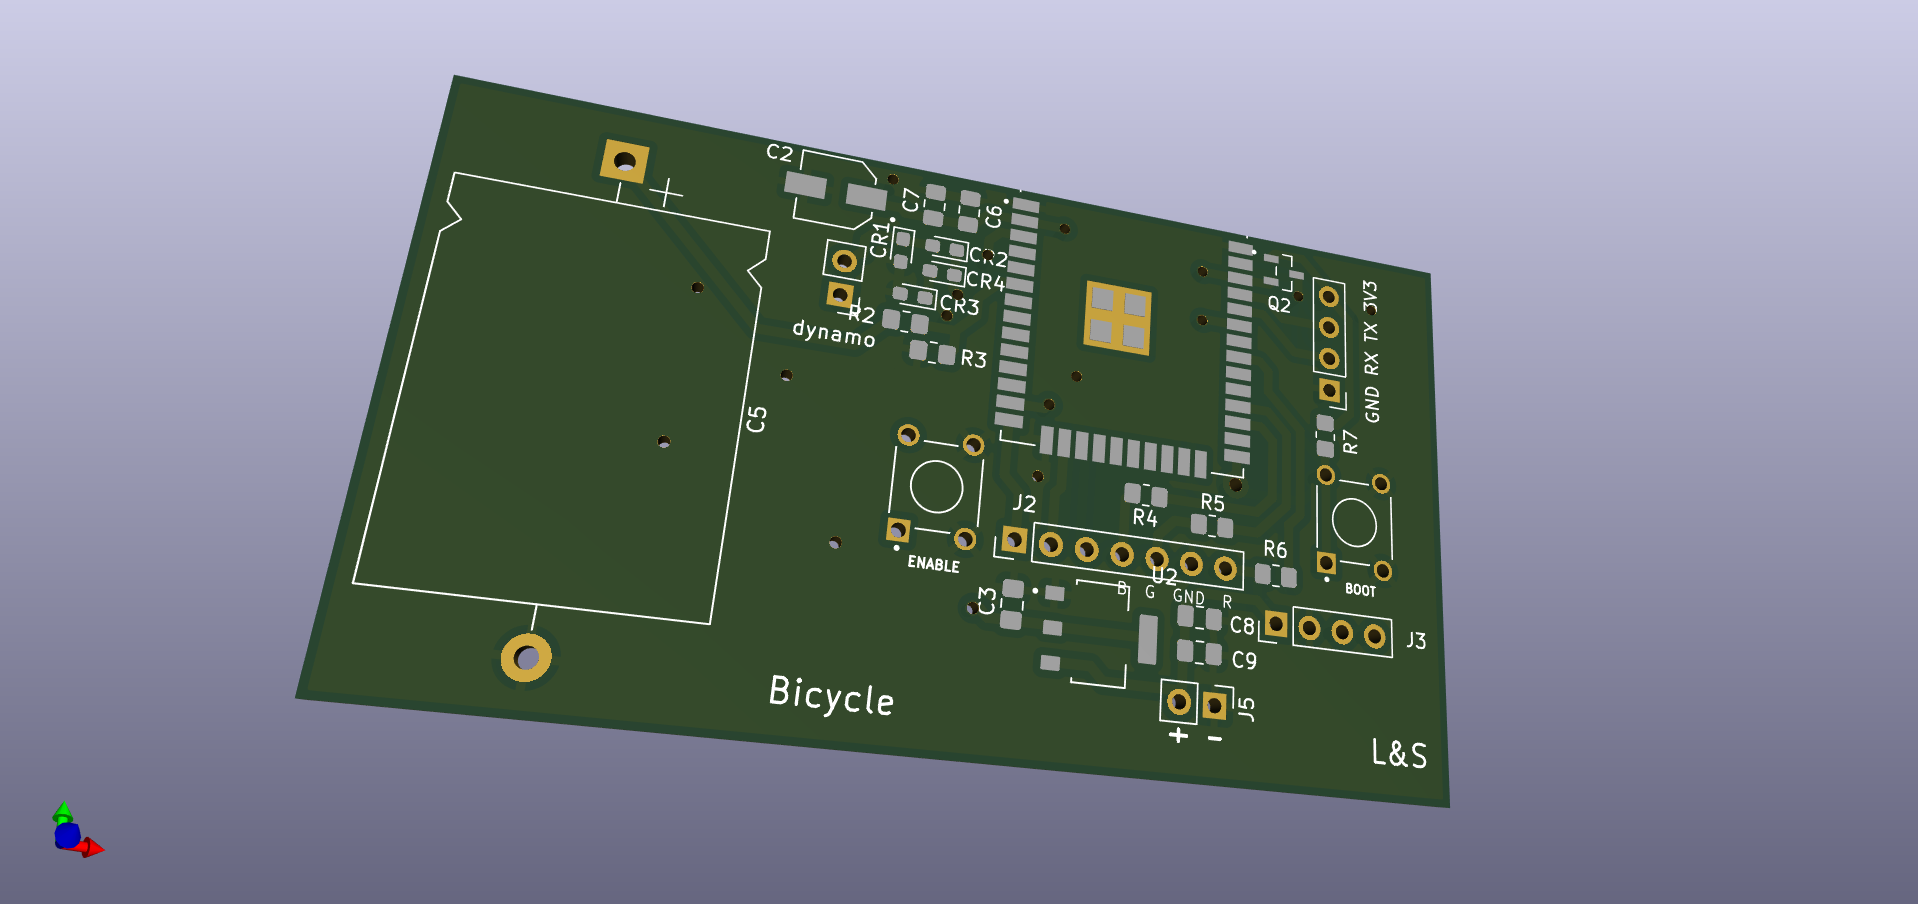 C2
+
C7
C6
CR1
CR2
CR4
CR3
R2
dynamo
R3
Q2
GND RX TX 3V3
C5
R7
J2
R4
R5
R6
ENABLE
BOOT
U2
B G GND R
C3
C8
C9
J3
J5
+ -
Bicycle
L&S